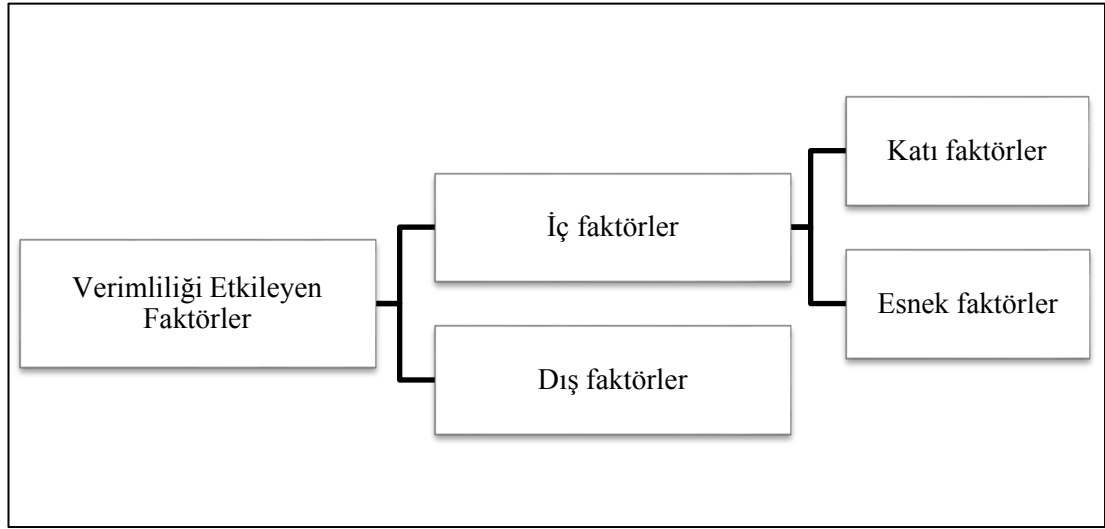 Verimliliği Etkileyen
Faktörler
İç faktörler
Dış faktörler
Katı faktörler
Esnek faktörler